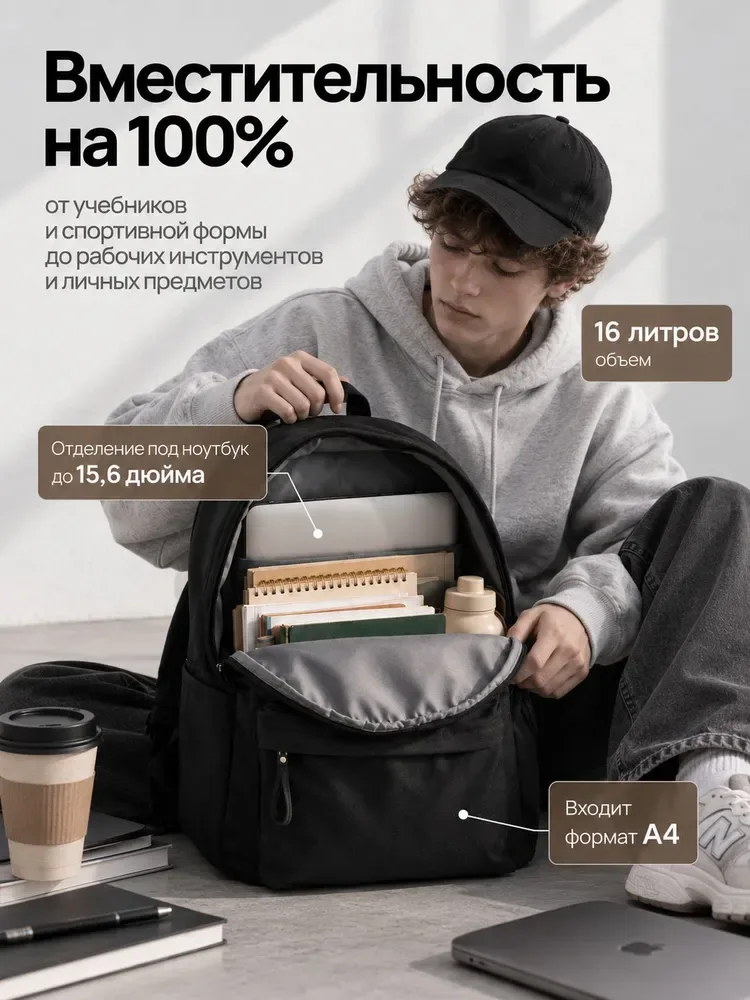 Вместительность
на 100%
от учебников
и спортивной формы
до рабочих инструментов
и личных предметов
16 литров
объем
Отделение под ноутбук
до 15,6 дюйма
Входит
формат А4
N